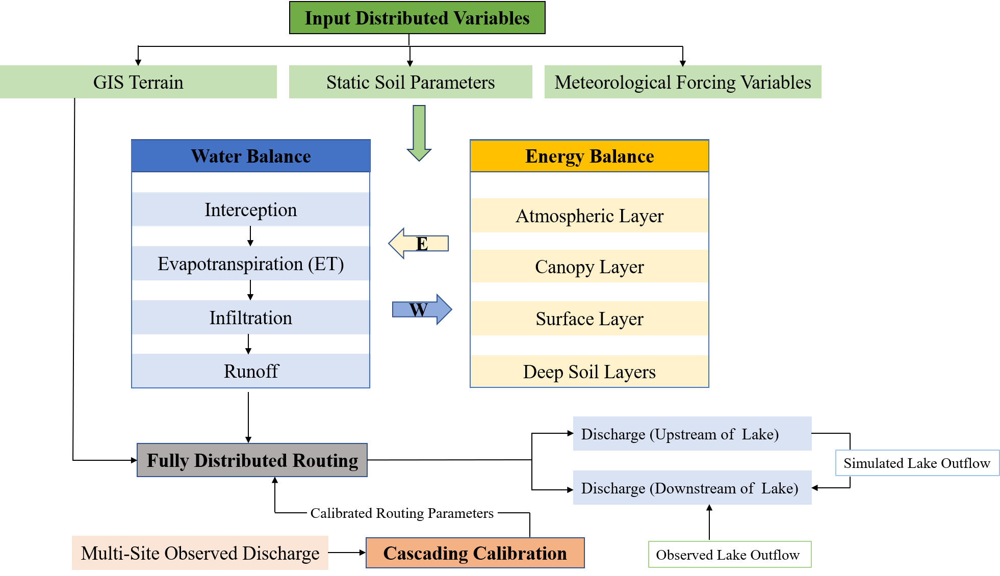 Input Distributed Variables
GIS Terrain
Static Soil Parameters
Meteorological Forcing Variables
Water Balance
Energy Balance
Interception
Atmospheric Layer
E
Evapotranspiration (ET)
Canopy Layer
W
Infiltration
Surface Layer
Runoff
Deep Soil Layers
Discharge (Upstream of Lake)
Fully Distributed Routing
Simulated Lake Outflow
Discharge (Downstream of Lake)
Calibrated Routing Parameters
Multi-Site Observed Discharge
Cascading Calibration
Observed Lake Outflow